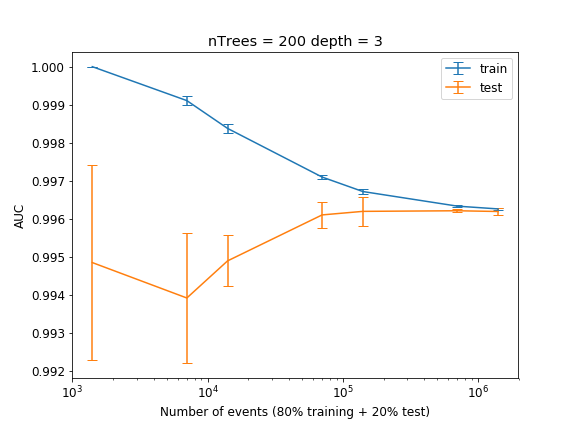 nTrees = 200 depth = 3
train
test
1.000
0.999
0.998
0.997
0.996
0.995
0.994
0.993
0.992
AUC
10³
10⁴
10⁵
10⁶
Number of events (80% training + 20% test)